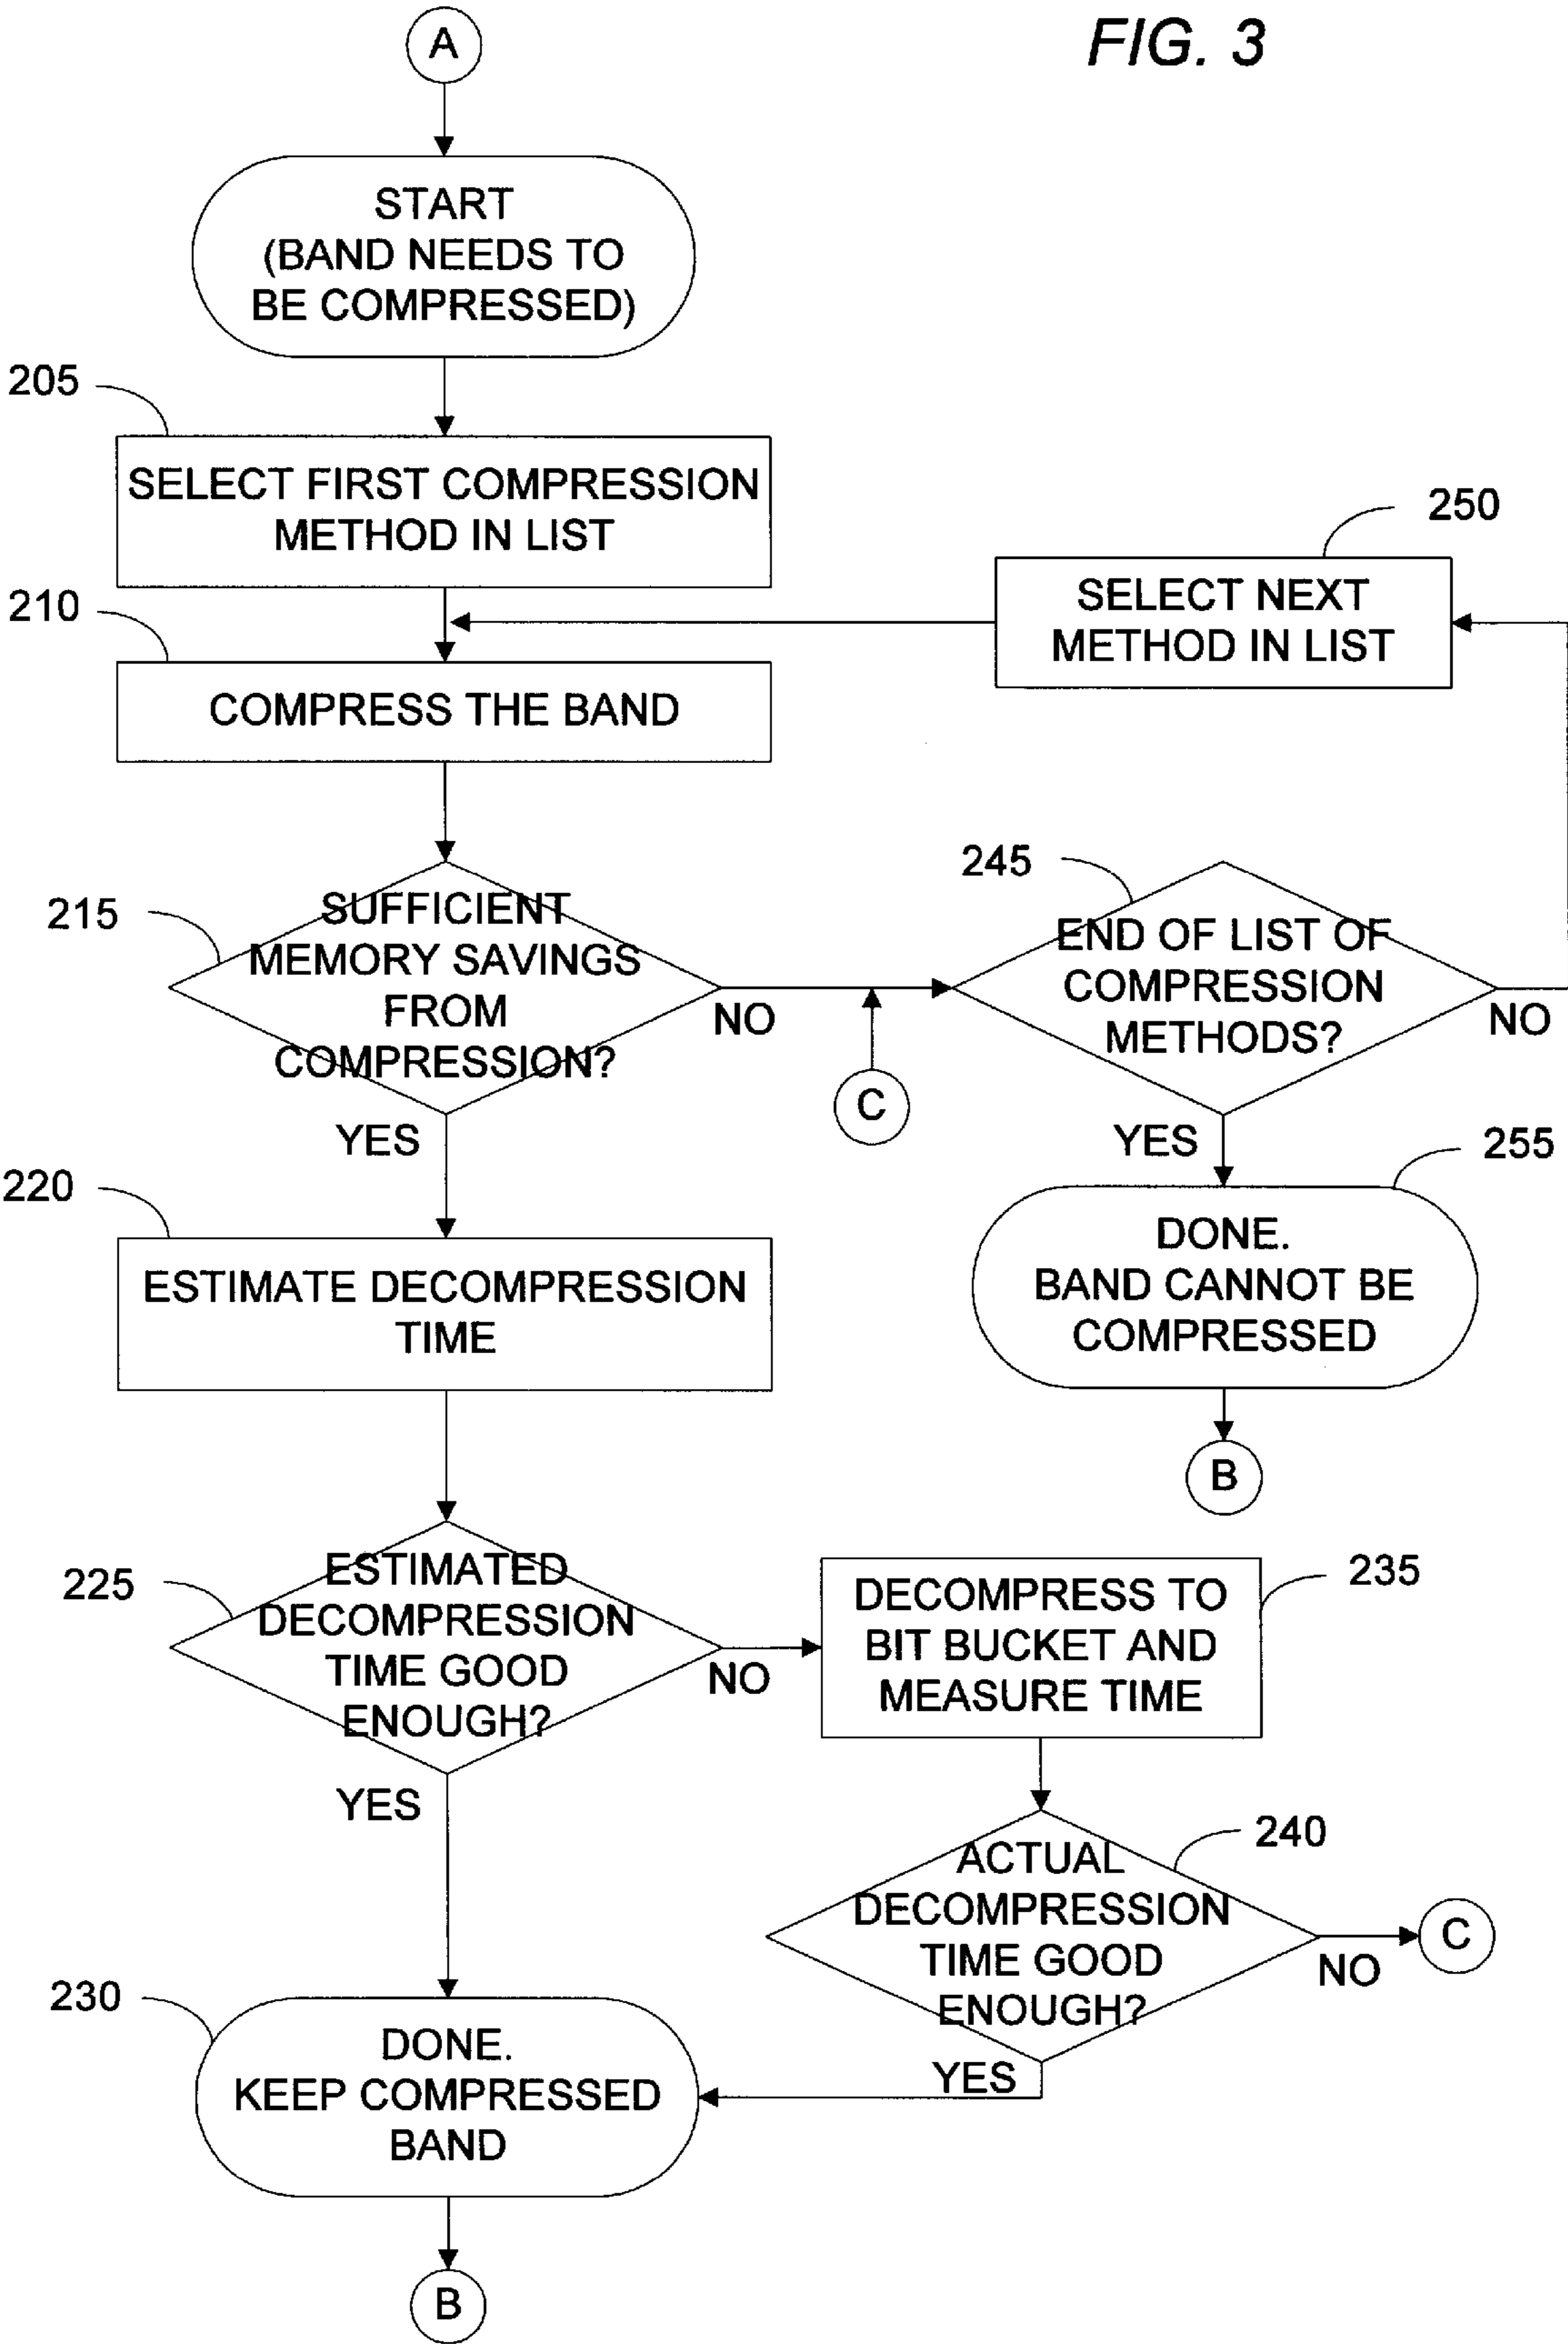 FIG. 3
A
START
(BAND NEEDS TO
BE COMPRESSED)
205
SELECT FIRST COMPRESSION
METHOD IN LIST
250
SELECT NEXT
METHOD IN LIST
210
COMPRESS THE BAND
215
SUFFICIENT
MEMORY SAVINGS
FROM
COMPRESSION?
NO
YES
C
245
END OF LIST OF
COMPRESSION
METHODS?
NO
YES
255
DONE.
BAND CANNOT BE
COMPRESSED
B
220
ESTIMATE DECOMPRESSION
TIME
225
ESTIMATED
DECOMPRESSION
TIME GOOD
ENOUGH?
NO
YES
235
DECOMPRESS TO
BIT BUCKET AND
MEASURE TIME
240
ACTUAL
DECOMPRESSION
TIME GOOD
ENOUGH?
NO
C
YES
230
DONE.
KEEP COMPRESSED
BAND
B